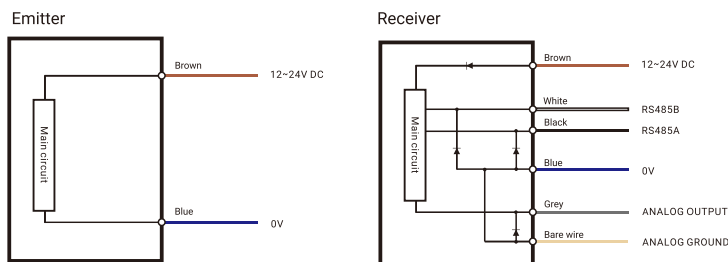 Emitter
Brown
12~24V DC
Main circuit
Blue
0V
Receiver
Brown
12~24V DC
White
RS485B
Black
RS485A
Main circuit
Blue
0V
Grey
ANALOG OUTPUT
Bare wire
ANALOG GROUND